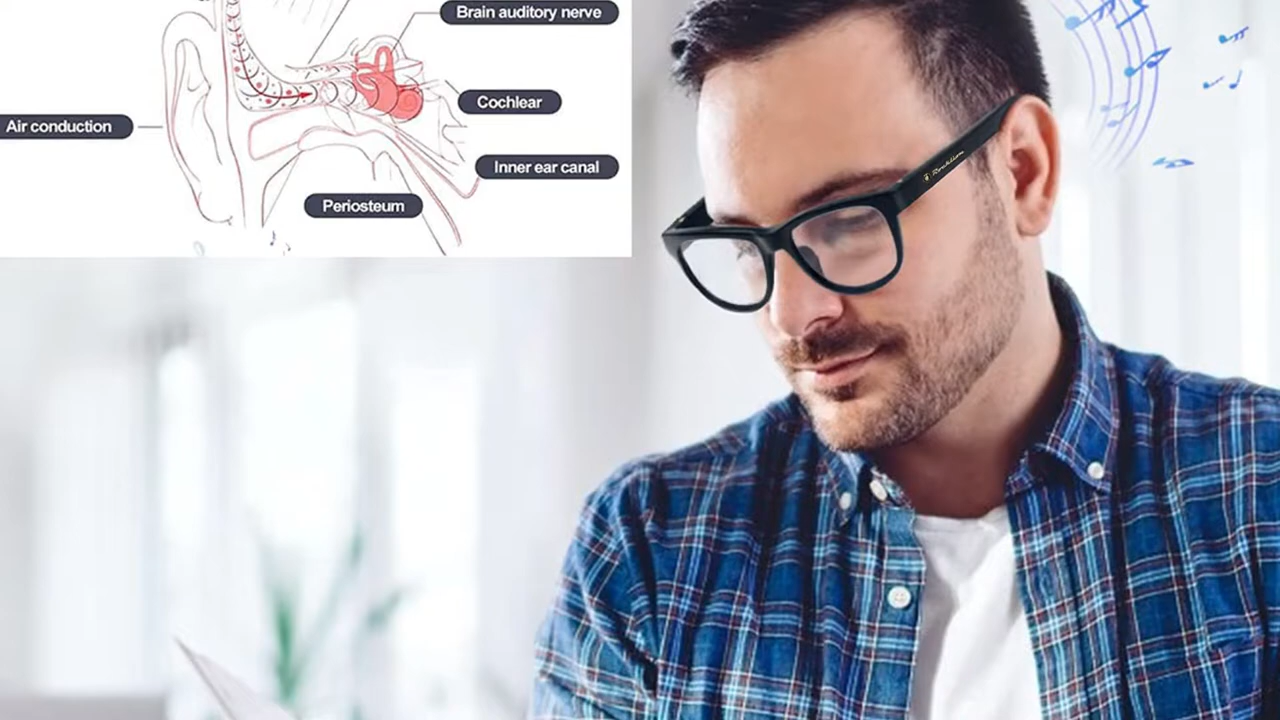 Brain auditory nerve
Cochlear
Air conduction
Inner ear canal
Periosteum